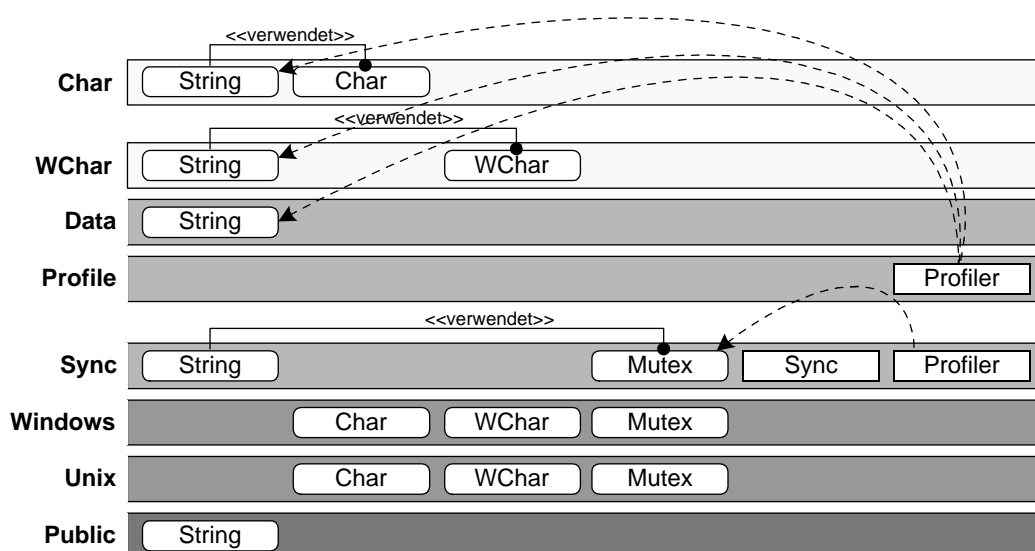 <<verwendet>>
Char String Char
<<verwendet>>
WChar String WChar
Data String
Profile Profiler
<<verwendet>>
Sync String Mutex Sync Profiler
Windows Char WChar Mutex
Unix Char WChar Mutex
Public String